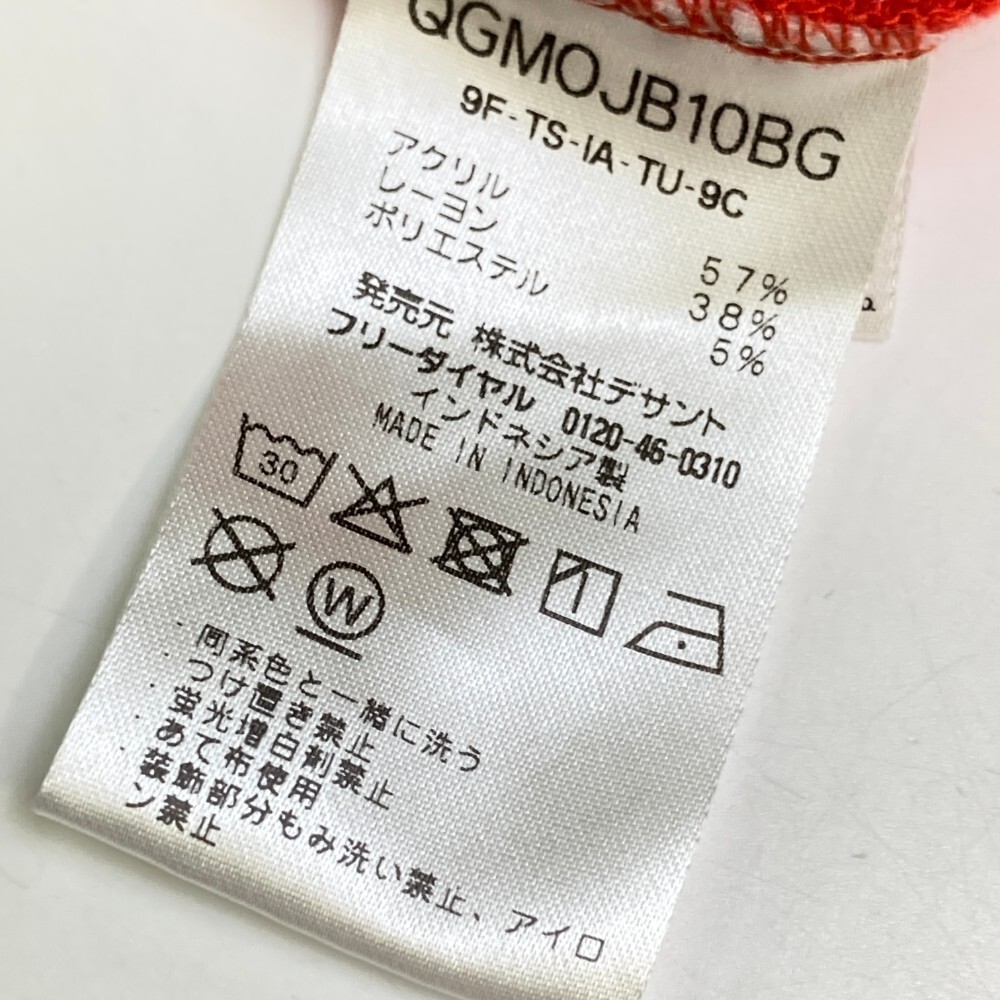 QGMOJB10BG
9F-TS-IA-TU-9C
アクリル 57%
レーヨン 38%
ポリエステル 5%
発売元 株式会社デサント
フリーダイヤル 0120-46-0310
インドネシア製
MADE IN INDONESIA
30
W
・同系色と一緒に洗う
つけ置き禁止
・蛍光増白剤禁止
・あて布使用
装飾部分もみ洗い禁止、アイロ
ン禁止